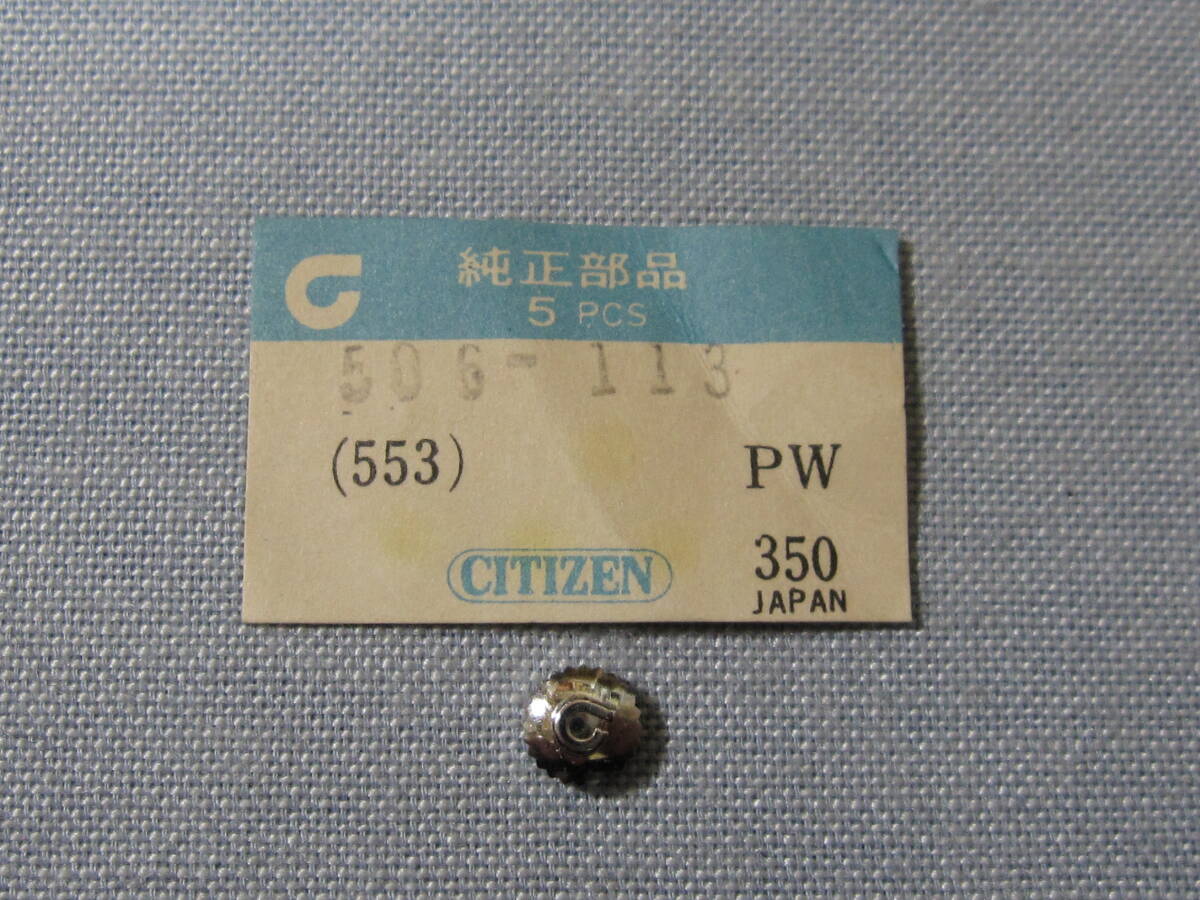 純正部品
5 PCS
506-113
(553) PW
CITIZEN 350
JAPAN